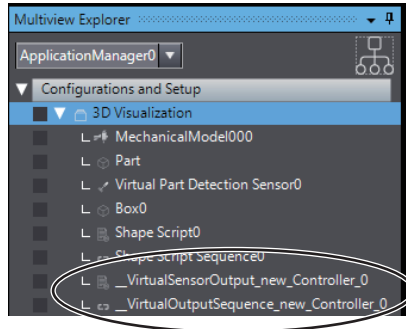 Multiview Explorer
ApplicationManager0
Configurations and Setup
3D Visualization
MechanicalModel000
Part
Virtual Part Detection Sensor0
Box0
Shape Script0
Shape Script Sequence0
__VirtualSensorOutput_new_Controller_0
__VirtualOutputSequence_new_Controller_0